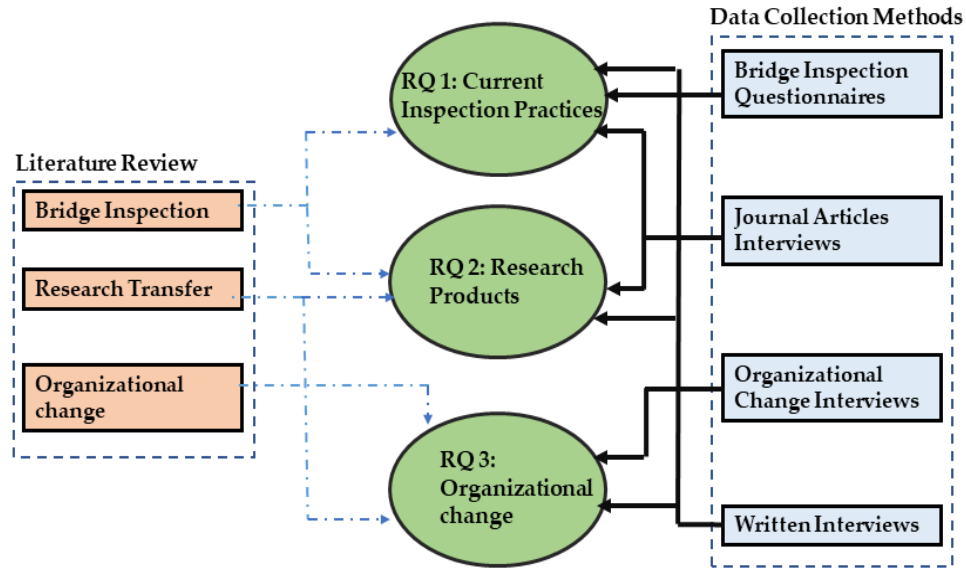 Literature Review
Bridge Inspection
Research Transfer
Organizational
change
RQ 1: Current
Inspection Practices
RQ 2: Research
Products
RQ 3:
Organizational
change
Data Collection Methods
Bridge Inspection
Questionnaires
Journal Articles
Interviews
Organizational
Change Interviews
Written Interviews